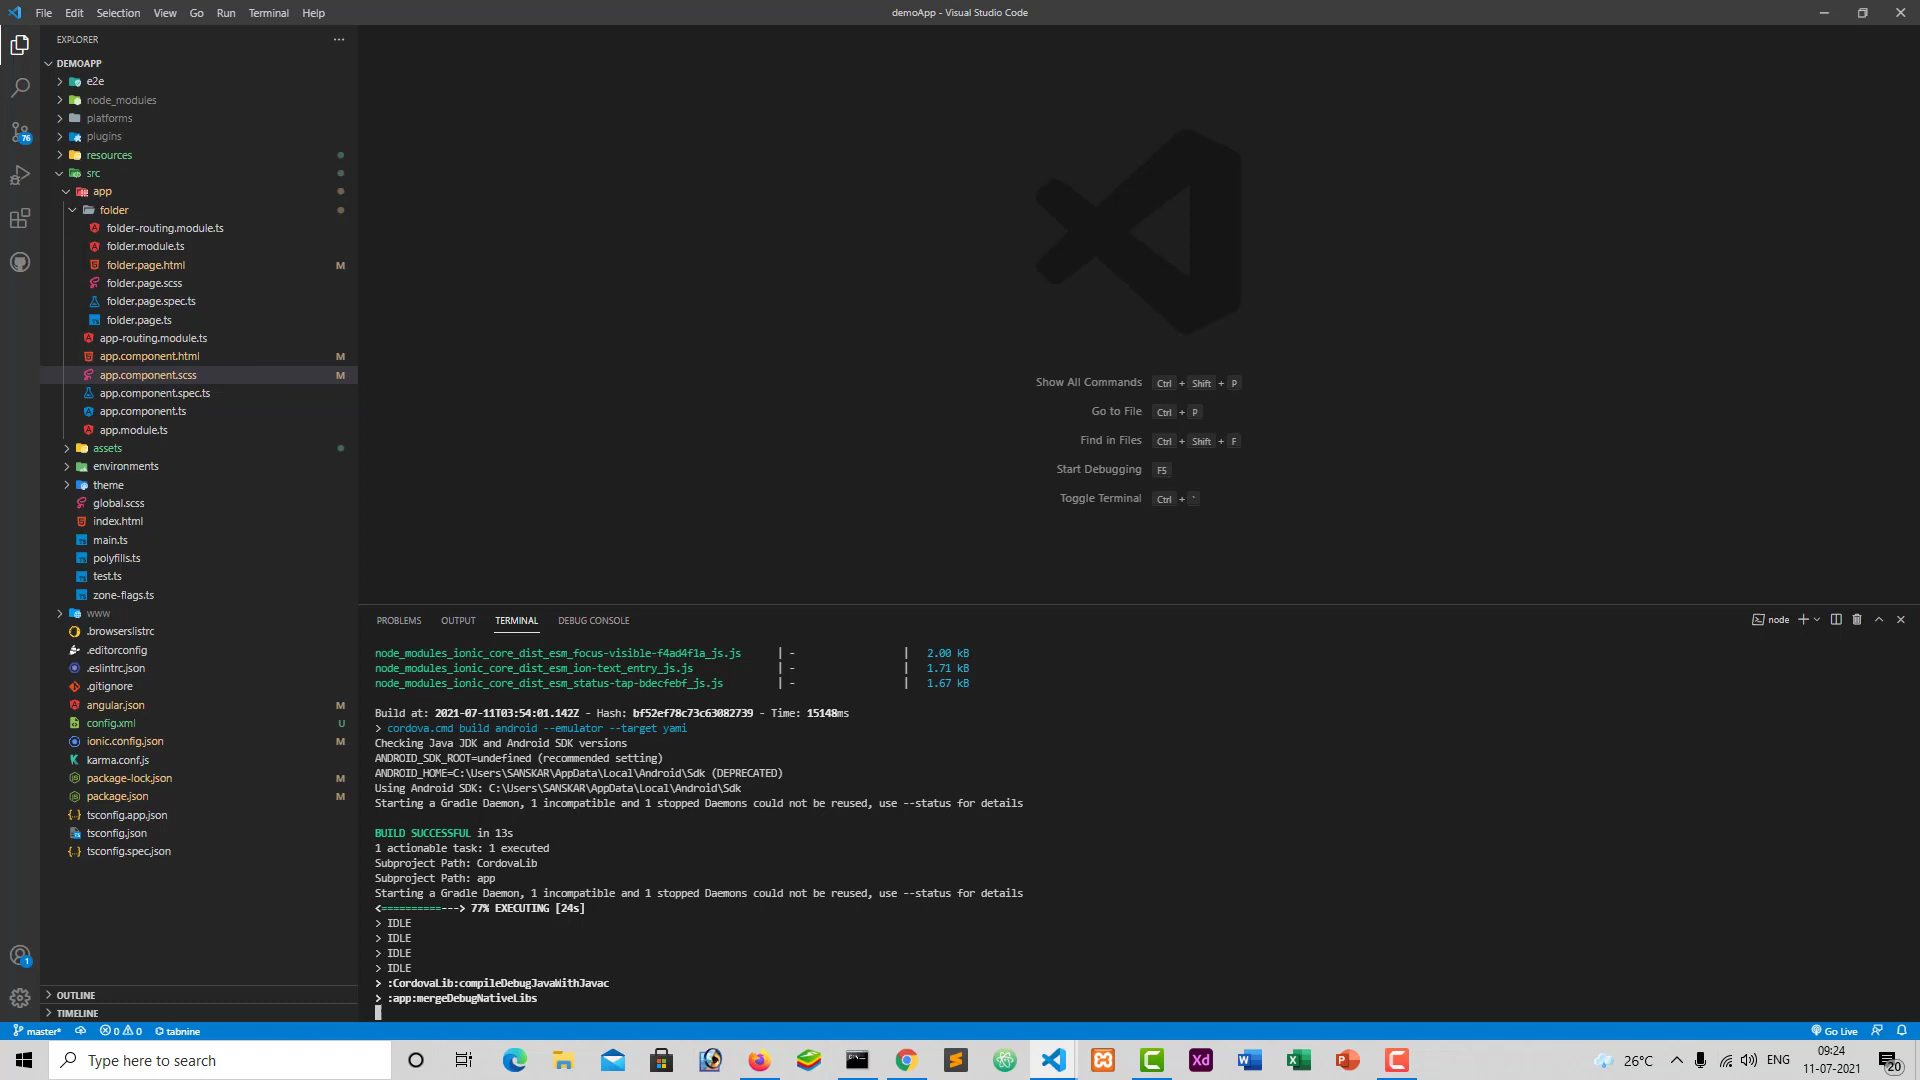 File Edit Selection View Go Run Terminal Help
demoApp - Visual Studio Code
EXPLORER
DEMOAPP
e2e
node_modules
platforms
plugins
resources
src
app
folder
folder-routing.module.ts
folder.module.ts
folder.page.html M
folder.page.scss
folder.page.spec.ts
folder.page.ts
app-routing.module.ts
app.component.html M
app.component.scss M
app.component.spec.ts
app.component.ts
app.module.ts
assets
environments
theme
global.scss
index.html
main.ts
polyfills.ts
test.ts
zone-flags.ts
www
.browserslistrc
.editorconfig
.eslintrc.json
.gitignore
angular.json M
config.xml U
ionic.config.json M
karma.conf.js
package-lock.json M
package.json M
tsconfig.app.json
tsconfig.json
tsconfig.spec.json
OUTLINE
TIMELINE
76
1
Show All Commands Ctrl + Shift + P
Go to File Ctrl + P
Find in Files Ctrl + Shift + F
Start Debugging F5
Toggle Terminal Ctrl + `
PROBLEMS OUTPUT TERMINAL DEBUG CONSOLE
node
node_modules_ionic_core_dist_esm_focus-visible-f4ad4f1a_js.js | - | 2.00 kB
node_modules_ionic_core_dist_esm_ion-text_entry_js.js | - | 1.71 kB
node_modules_ionic_core_dist_esm_status-tap-bdecfebf_js.js | - | 1.67 kB
Build at: 2021-07-11T03:54:01.142Z - Hash: bf52ef78c73c63082739 - Time: 15148ms
> cordova.cmd build android --emulator --target yami
Checking Java JDK and Android SDK versions
ANDROID_SDK_ROOT=undefined (recommended setting)
ANDROID_HOME=C:\Users\SANSKAR\AppData\Local\Android\Sdk (DEPRECATED)
Using Android SDK: C:\Users\SANSKAR\AppData\Local\Android\Sdk
Starting a Gradle Daemon, 1 incompatible and 1 stopped Daemons could not be reused, use --status for details
BUILD SUCCESSFUL in 13s
1 actionable task: 1 executed
Subproject Path: CordovaLib
Subproject Path: app
Starting a Gradle Daemon, 1 incompatible and 1 stopped Daemons could not be reused, use --status for details
<==========---> 77% EXECUTING [24s]
> IDLE
> IDLE
> IDLE
> IDLE
> :CordovaLib:compileDebugJavaWithJavac
> :app:mergeDebugNativeLibs
master* 0 0 tabnine
Go Live
Type here to search
Xd
26°C
ENG
09:24
11-07-2021
20